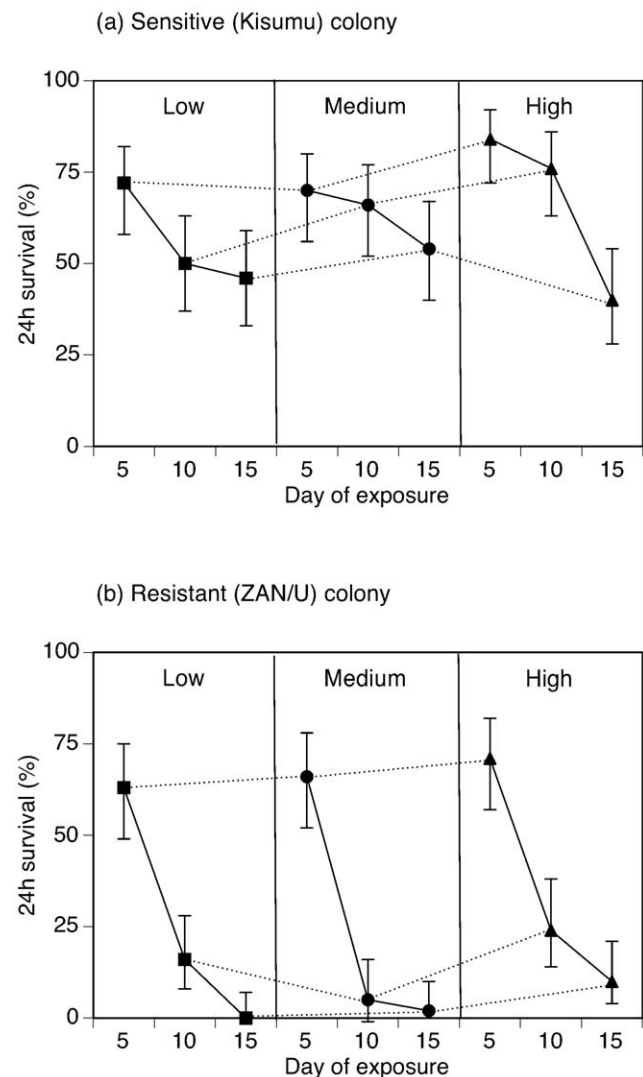 (a) Sensitive (Kisumu) colony
100
Low Medium High
75
50
25
0
24h survival (%)
5 10 15 5 10 15 5 10 15
Day of exposure
(b) Resistant (ZAN/U) colony
100
Low Medium High
75
50
25
0
24h survival (%)
5 10 15 5 10 15 5 10 15
Day of exposure